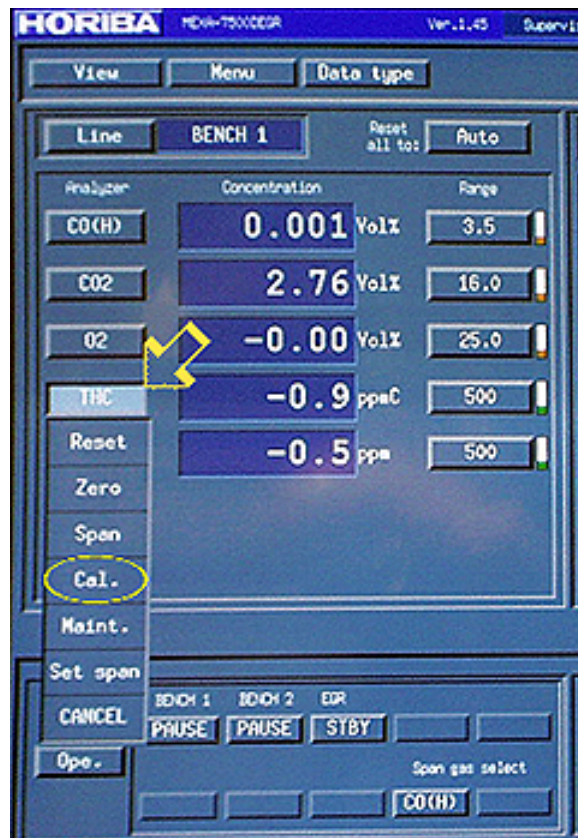 HORIBA MEXA-7500DEGR Ver.1.45 Supervi
View Menu Data type
Line BENCH 1 Reset all to: Auto
Analyzer Concentration Range
CO(H) 0.001 Vol% 3.5
CO2 2.76 Vol% 16.0
O2 -0.00 Vol% 25.0
THC -0.9 ppmC 500
Reset -0.5 ppm 500
Zero
Span
Cal.
Maint.
Set span
CANCEL
BENCH 1 BENCH 2 EGR
PAUSE PAUSE STBY
Ope.
Span gas select
CO(H)